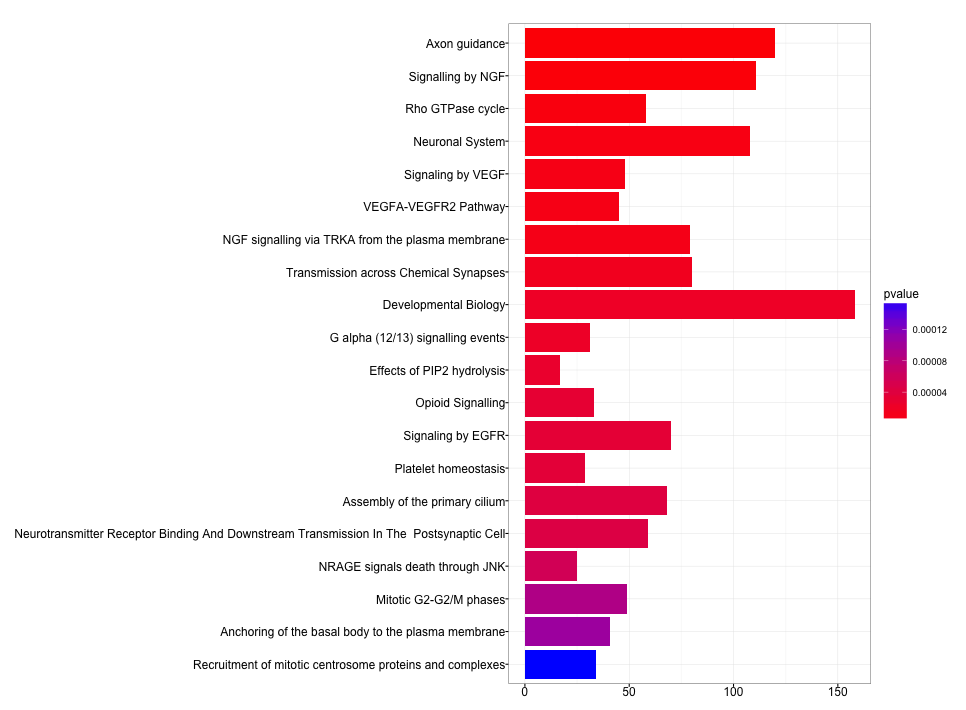 Axon guidance
Signalling by NGF
Rho GTPase cycle
Neuronal System
Signaling by VEGF
VEGFA-VEGFR2 Pathway
NGF signalling via TRKA from the plasma membrane
Transmission across Chemical Synapses
Developmental Biology
G alpha (12/13) signalling events
Effects of PIP2 hydrolysis
Opioid Signalling
Signaling by EGFR
Platelet homeostasis
Assembly of the primary cilium
Neurotransmitter Receptor Binding And Downstream Transmission In The  Postsynaptic Cell
NRAGE signals death through JNK
Mitotic G2-G2/M phases
Anchoring of the basal body to the plasma membrane
Recruitment of mitotic centrosome proteins and complexes
0 50 100 150
pvalue
0.00012
0.00008
0.00004